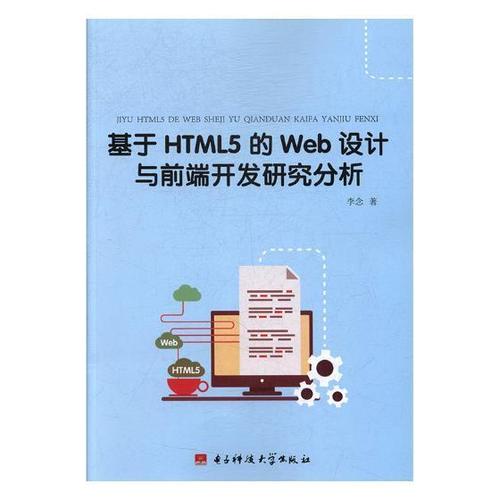 JIYU HTML5 DE WEB SHEJI YU QIANDUAN KAIFA YANJIU FENXI
基于 HTML5 的 Web 设计
与前端开发研究分析
李念 著
Web
HTML5
电子科技大学出版社